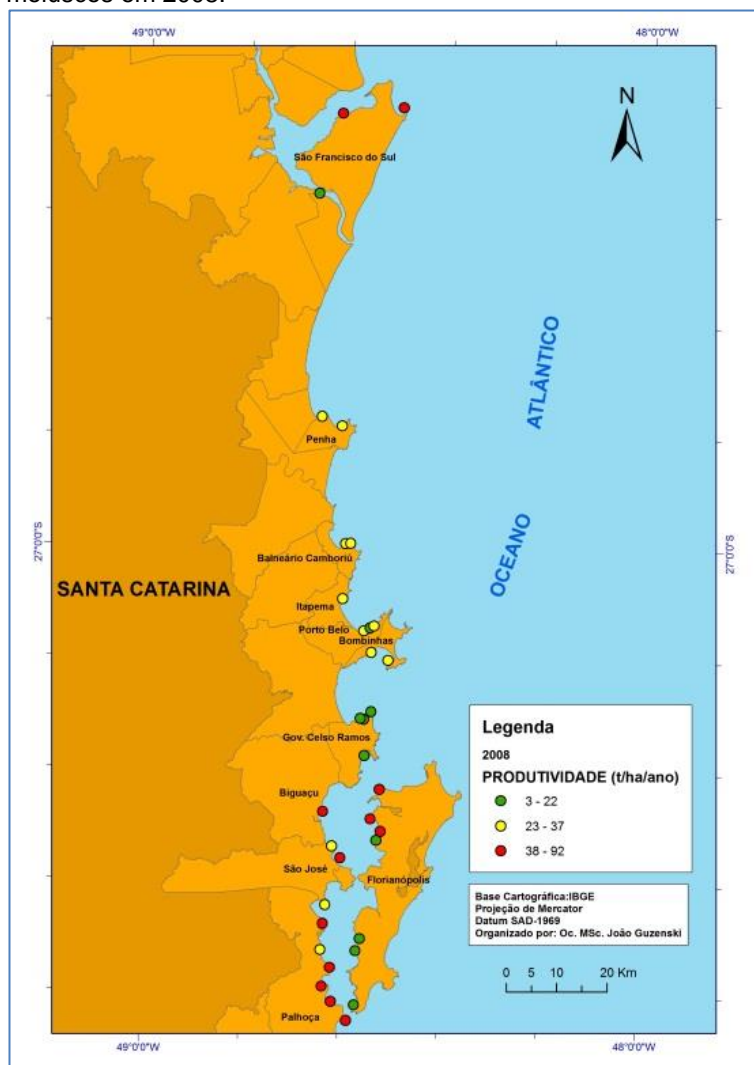 moluscos em 2008.
49°0'0"W
48°0'0"W
N
São Francisco do Sul
ATLÂNTICO
OCEANO
Penha
27°0'0"S
27°0'0"S
Balneário Camboriú
SANTA CATARINA
Itapema
Porto Belo
Bombinhas
Gov. Celso Ramos
Biguaçu
São José
Florianópolis
Palhoça
Legenda
2008
PRODUTIVIDADE (t/ha/ano)
3 - 22
23 - 37
38 - 92
Base Cartográfica:IBGE
Projeção de Mercator
Datum SAD-1969
Organizado por: Oc. MSc. João Guzenski
0 5 10 20 Km
49°0'0"W
48°0'0"W